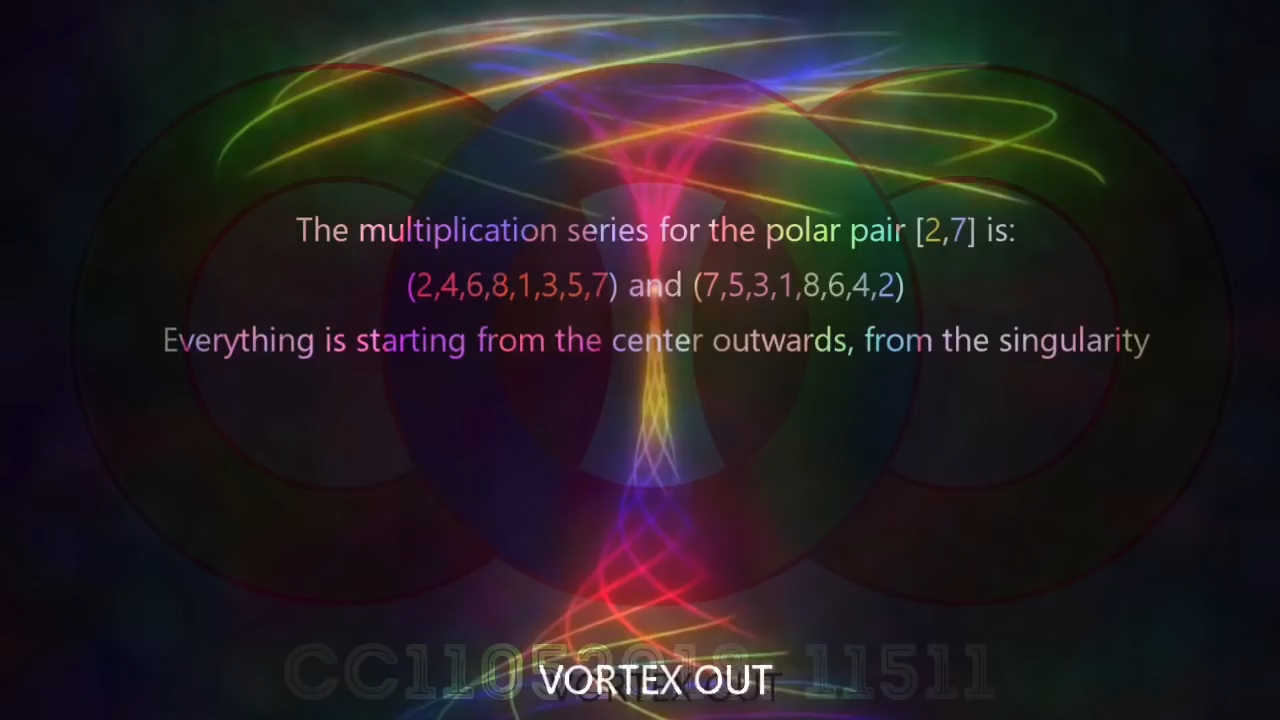 The multiplication series for the polar pair [2,7] is:
(2,4,6,8,1,3,5,7) and (7,5,3,1,8,6,4,2)
Everything is starting from the center outwards, from the singularity
VORTEX OUT